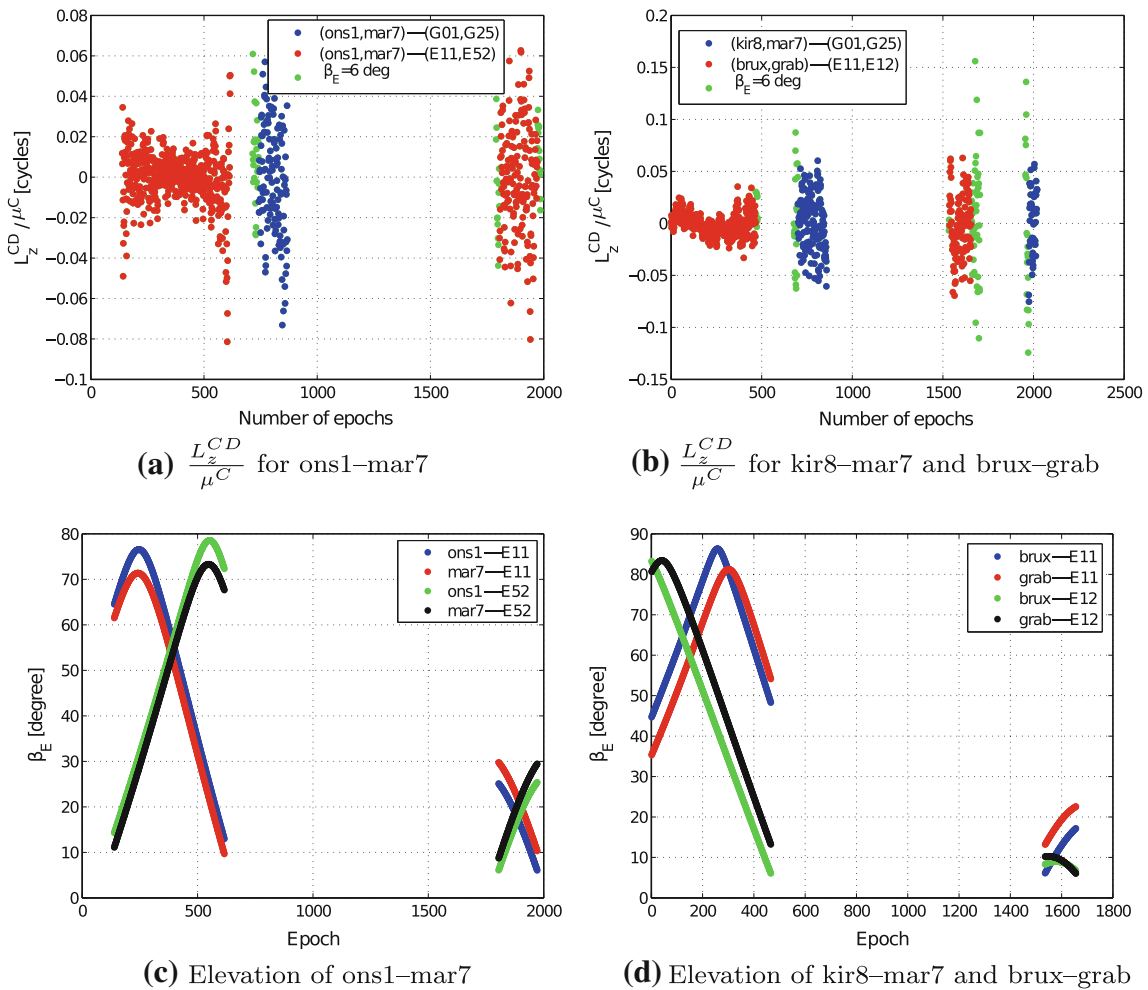 0.08
0.06
0.04
0.02
0
−0.02
−0.04
−0.06
−0.08
−0.1
L_z^{CD}/μ^C [cycles]
(ons1,mar7)—(G01,G25)
(ons1,mar7)—(E11,E52)
β_E=6 deg
0 500 1000 1500 2000
Number of epochs
(a) L_z^{CD}/μ^C for ons1–mar7
0.2
0.15
0.1
0.05
0
−0.05
−0.1
−0.15
L_z^{CD}/μ^C [cycles]
(kir8,mar7)—(G01,G25)
(brux,grab)—(E11,E12)
β_E=6 deg
0 500 1000 1500 2000 2500
Number of epochs
(b) L_z^{CD}/μ^C for kir8–mar7 and brux–grab
80
70
60
50
40
30
20
10
0
β_E [degree]
ons1—E11
mar7—E11
ons1—E52
mar7—E52
0 500 1000 1500 2000
Epoch
(c) Elevation of ons1–mar7
90
80
70
60
50
40
30
20
10
0
β_E [degree]
brux—E11
grab—E11
brux—E12
grab—E12
0 200 400 600 800 1000 1200 1400 1600 1800
Epoch
(d) Elevation of kir8–mar7 and brux–grab